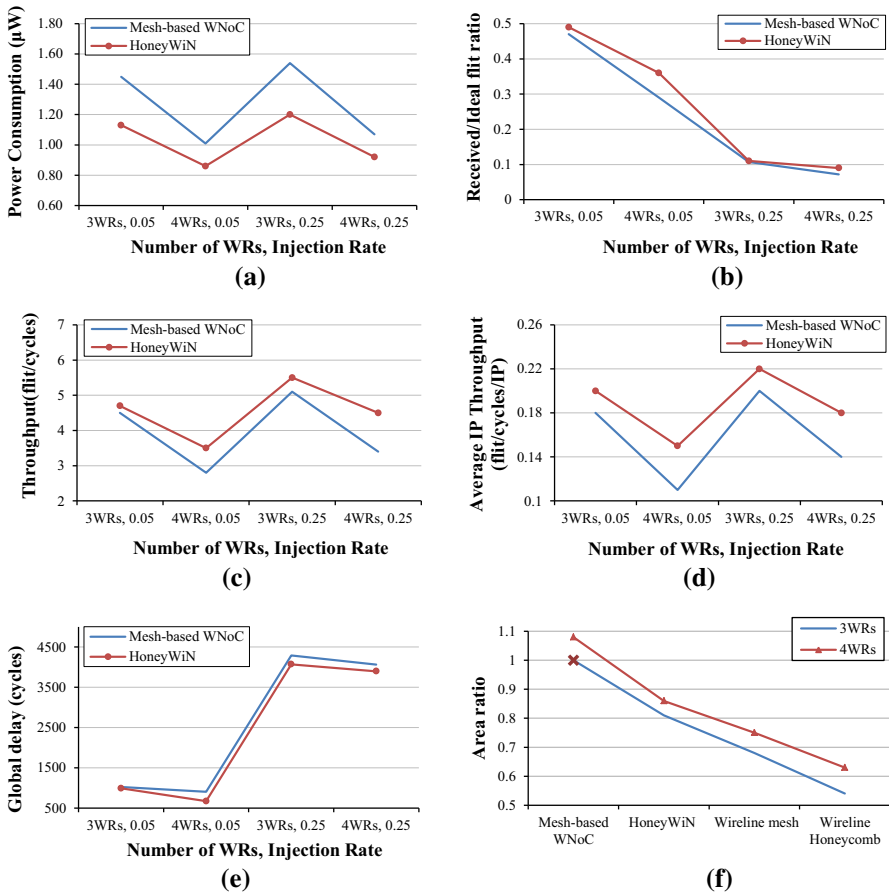 Power Consumption (µW)
1.80
1.60
1.40
1.20
1.00
0.80
0.60
Mesh-based WNoC
HoneyWiN
3WRs, 0.05
4WRs, 0.05
3WRs, 0.25
4WRs, 0.25
Number of WRs, Injection Rate
(a)
Received/Ideal flit ratio
0.5
0.4
0.3
0.2
0.1
0
Mesh-based WNoC
HoneyWiN
3WRs, 0.05
4WRs, 0.05
3WRs, 0.25
4WRs, 0.25
Number of WRs, Injection Rate
(b)
Throughput(flit/cycles)
7
6
5
4
3
2
Mesh-based WNoC
HoneyWiN
3WRs, 0.05
4WRs, 0.05
3WRs, 0.25
4WRs, 0.25
Number of WRs, Injection Rate
(c)
Average IP Throughput
(flit/cycles/IP)
0.26
0.22
0.18
0.14
0.1
Mesh-based WNoC
HoneyWiN
3WRs, 0.05
4WRs, 0.05
3WRs, 0.25
4WRs, 0.25
Number of WRs, Injection Rate
(d)
Global delay (cycles)
4500
3500
2500
1500
500
Mesh-based WNoC
HoneyWiN
3WRs, 0.05
4WRs, 0.05
3WRs, 0.25
4WRs, 0.25
Number of WRs, Injection Rate
(e)
Area ratio
1.1
1
0.9
0.8
0.7
0.6
0.5
3WRs
4WRs
Mesh-based
WNoC
HoneyWiN
Wireline mesh
Wireline
Honeycomb
(f)